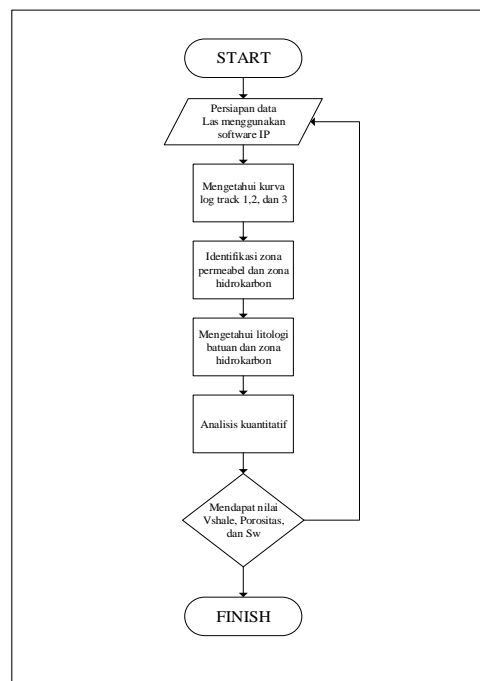 START
Persiapan data
Las menggunakan
software IP
Mengetahui kurva
log track 1,2, dan 3
Identifikasi zona
permeabel dan zona
hidrokarbon
Mengetahui litologi
batuan dan zona
hidrokarbon
Analisis kuantitatif
Mendapat nilai
Vshale, Porositas,
dan Sw
FINISH